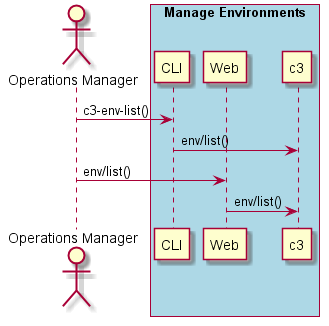 Manage Environments
Operations Manager
CLI
Web
c3
c3-env-list()
env/list()
env/list()
env/list()
Operations Manager
CLI
Web
c3